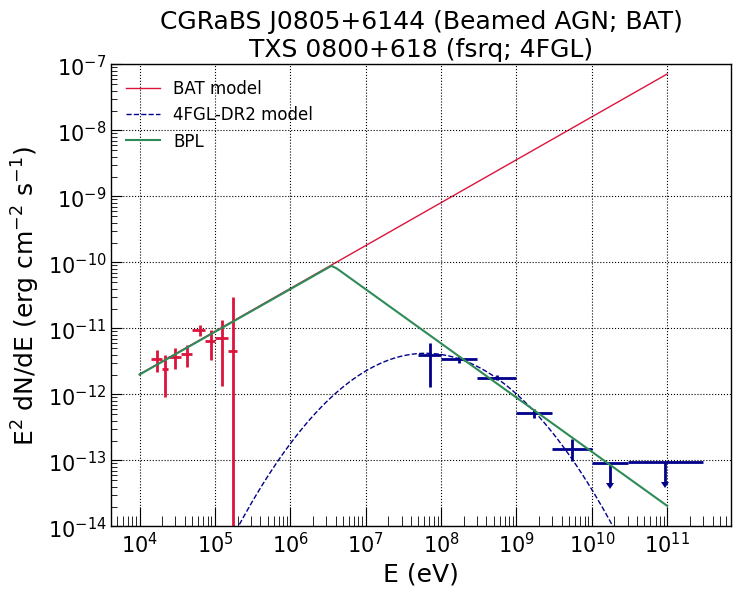 CGRaBS J0805+6144 (Beamed AGN; BAT)
TXS 0800+618 (fsrq; 4FGL)
BAT model
4FGL-DR2 model
BPL
10⁻⁷
10⁻⁸
10⁻⁹
10⁻¹⁰
10⁻¹¹
10⁻¹²
10⁻¹³
10⁻¹⁴
E² dN/dE (erg cm⁻² s⁻¹)
10⁴ 10⁵ 10⁶ 10⁷ 10⁸ 10⁹ 10¹⁰ 10¹¹
E (eV)